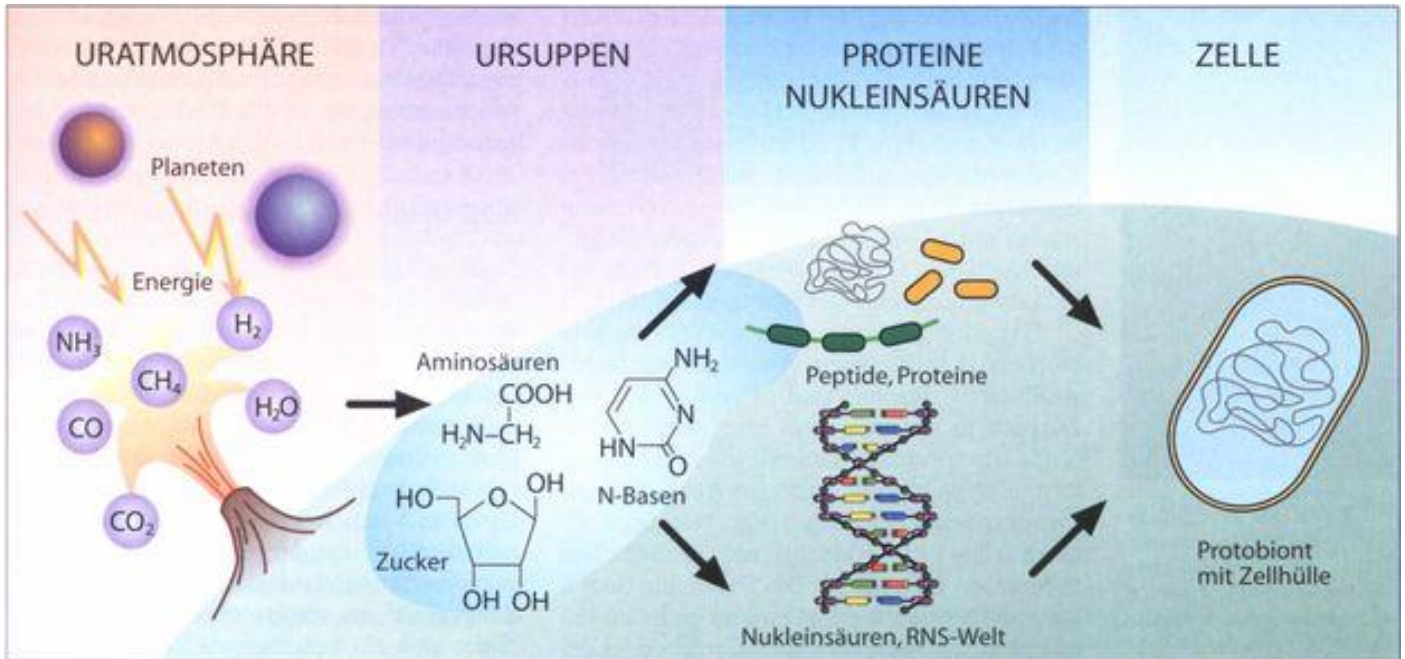 URATMOSPHÄRE
URSUPPEN
PROTEINE
NUKLEINSÄUREN
ZELLE
Planeten
Energie
H₂
NH₃
CH₄
H₂O
CO
CO₂
Aminosäuren
COOH
H₂N–CH₂
NH₂
N
HN
O
N-Basen
HO
O
OH
Zucker
OH
OH
Peptide, Proteine
Nukleinsäuren, RNS-Welt
Protobiont
mit Zellhülle